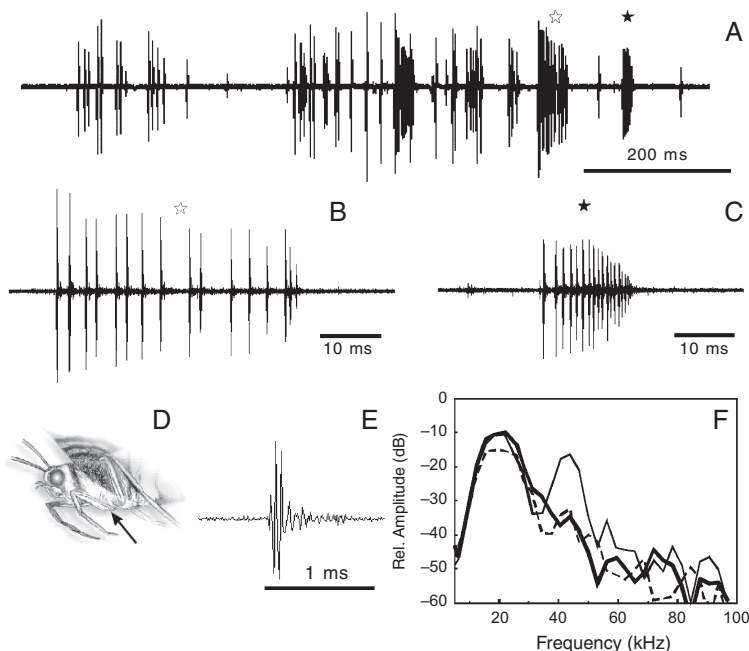 A
200 ms
B
10 ms
C
10 ms
D
E
1 ms
F
Rel. Amplitude (dB)
0
–10
–20
–30
–40
–50
–60
20 40 60 80 100
Frequency (kHz)